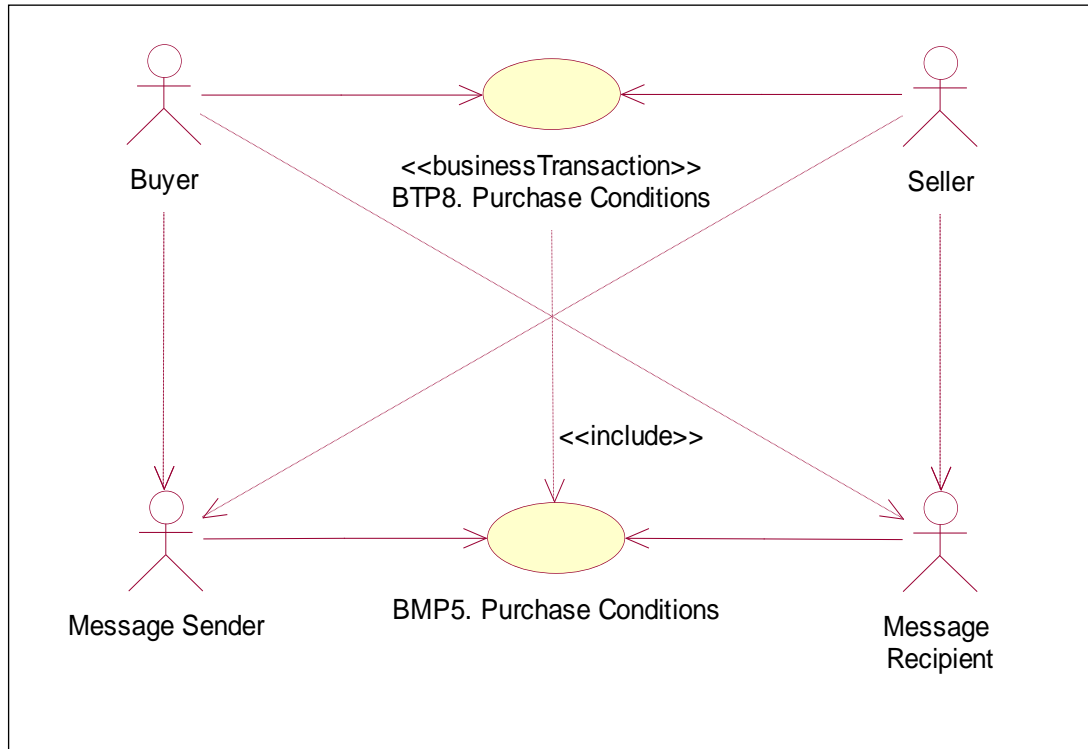 <<businessTransaction>>
BTP8. Purchase Conditions
Buyer
Seller
<<include>>
Message Sender
BMP5. Purchase Conditions
Message
Recipient